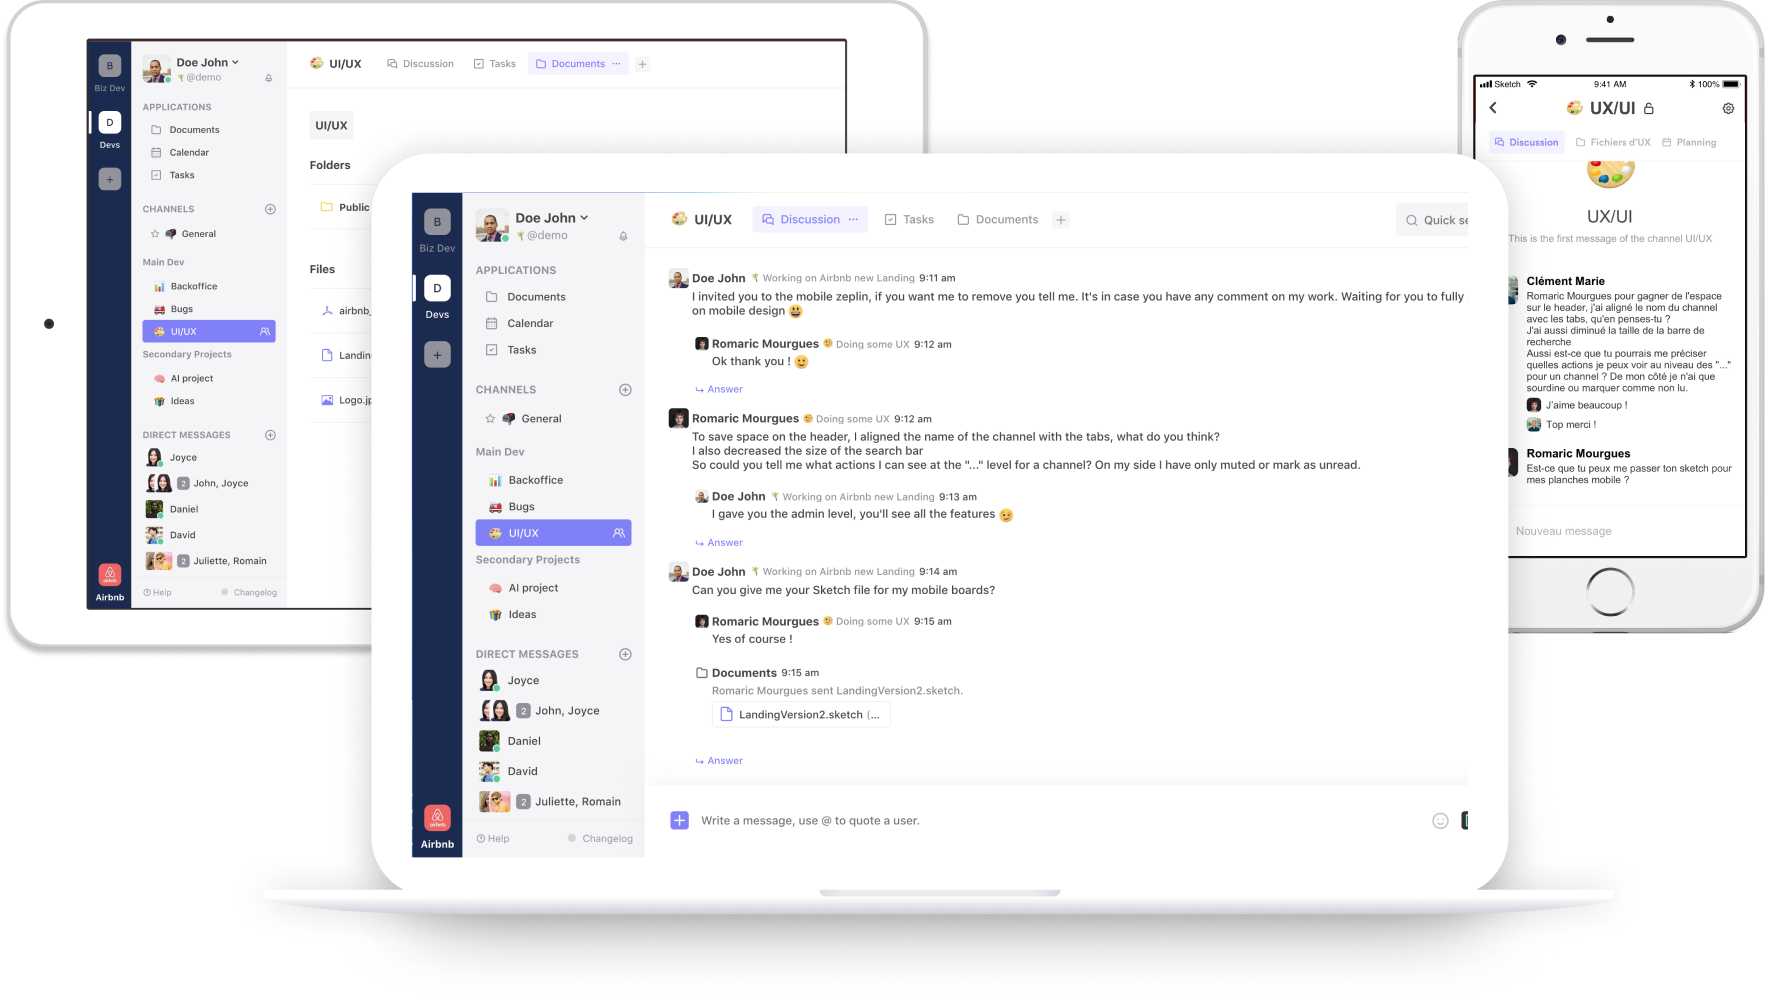 B
Biz Dev
D
Devs
+
airbnb
Airbnb
Doe John
@demo
APPLICATIONS
Documents
Calendar
Tasks
CHANNELS
General
Main Dev
Backoffice
Bugs
UI/UX
Secondary Projects
AI project
Ideas
DIRECT MESSAGES
Joyce
2 John, Joyce
Daniel
David
2 Juliette, Romain
Help Changelog
UI/UX Discussion Tasks Documents ... +
UI/UX
Folders
Public
Files
airbnb_
Landin
Logo.jp
B
Biz Dev
D
Devs
+
airbnb
Airbnb
Doe John
@demo
APPLICATIONS
Documents
Calendar
Tasks
CHANNELS
General
Main Dev
Backoffice
Bugs
UI/UX
Secondary Projects
AI project
Ideas
DIRECT MESSAGES
Joyce
2 John, Joyce
Daniel
David
2 Juliette, Romain
Help Changelog
UI/UX Discussion ... Tasks Documents + Quick se
Doe John Working on Airbnb new Landing 9:11 am
I invited you to the mobile zeplin, if you want me to remove you tell me. It's in case you have any comment on my work. Waiting for you to fully
on mobile design
Romaric Mourgues Doing some UX 9:12 am
Ok thank you !
Answer
Romaric Mourgues Doing some UX 9:12 am
To save space on the header, I aligned the name of the channel with the tabs, what do you think?
I also decreased the size of the search bar
So could you tell me what actions I can see at the "..." level for a channel? On my side I have only muted or mark as unread.
Doe John Working on Airbnb new Landing 9:13 am
I gave you the admin level, you'll see all the features
Answer
Doe John Working on Airbnb new Landing 9:14 am
Can you give me your Sketch file for my mobile boards?
Romaric Mourgues Doing some UX 9:15 am
Yes of course !
Documents 9:15 am
Romaric Mourgues sent LandingVersion2.sketch.
LandingVersion2.sketch (...
Answer
Write a message, use @ to quote a user.
Sketch 9:41 AM 100%
UX/UI
Discussion Fichiers d'UX Planning
UX/UI
This is the first message of the channel UI/UX
Clément Marie
Romaric Mourgues pour gagner de l'espace
sur le header, j'ai aligné le nom du channel
avec les tabs, qu'en penses-tu ?
J'ai aussi diminué la taille de la barre de
recherche
Aussi est-ce que tu pourrais me préciser
quelles actions je peux voir au niveau des "..."
pour un channel ? De mon côté je n'ai que
sourdine ou marquer comme non lu.
J'aime beaucoup !
Top merci !
Romaric Mourgues
Est-ce que tu peux me passer ton sketch pour
mes planches mobile ?
Nouveau message